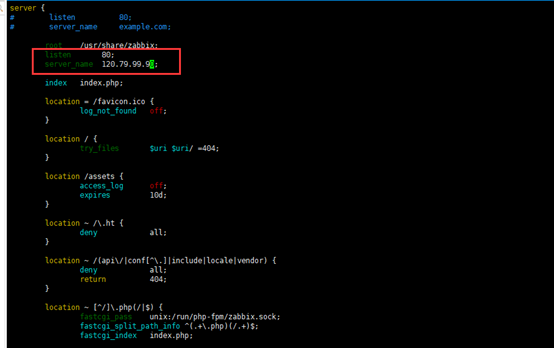 server {
#        listen          80;
#        server_name     example.com;
root    /usr/share/zabbix;
listen       80;
server_name  120.79.99.90;
index   index.php;
location = /favicon.ico {
log_not_found   off;
}
location / {
try_files       $uri $uri/ =404;
}
location /assets {
access_log      off;
expires         10d;
}
location ~ /\.ht {
deny            all;
}
location ~ /(api\/|conf[^\.]|include|locale|vendor) {
deny            all;
return          404;
}
location ~ [^/]\.php(/|$) {
fastcgi_pass    unix:/run/php-fpm/zabbix.sock;
fastcgi_split_path_info ^(.+\.php)(/.+)$;
fastcgi_index   index.php;